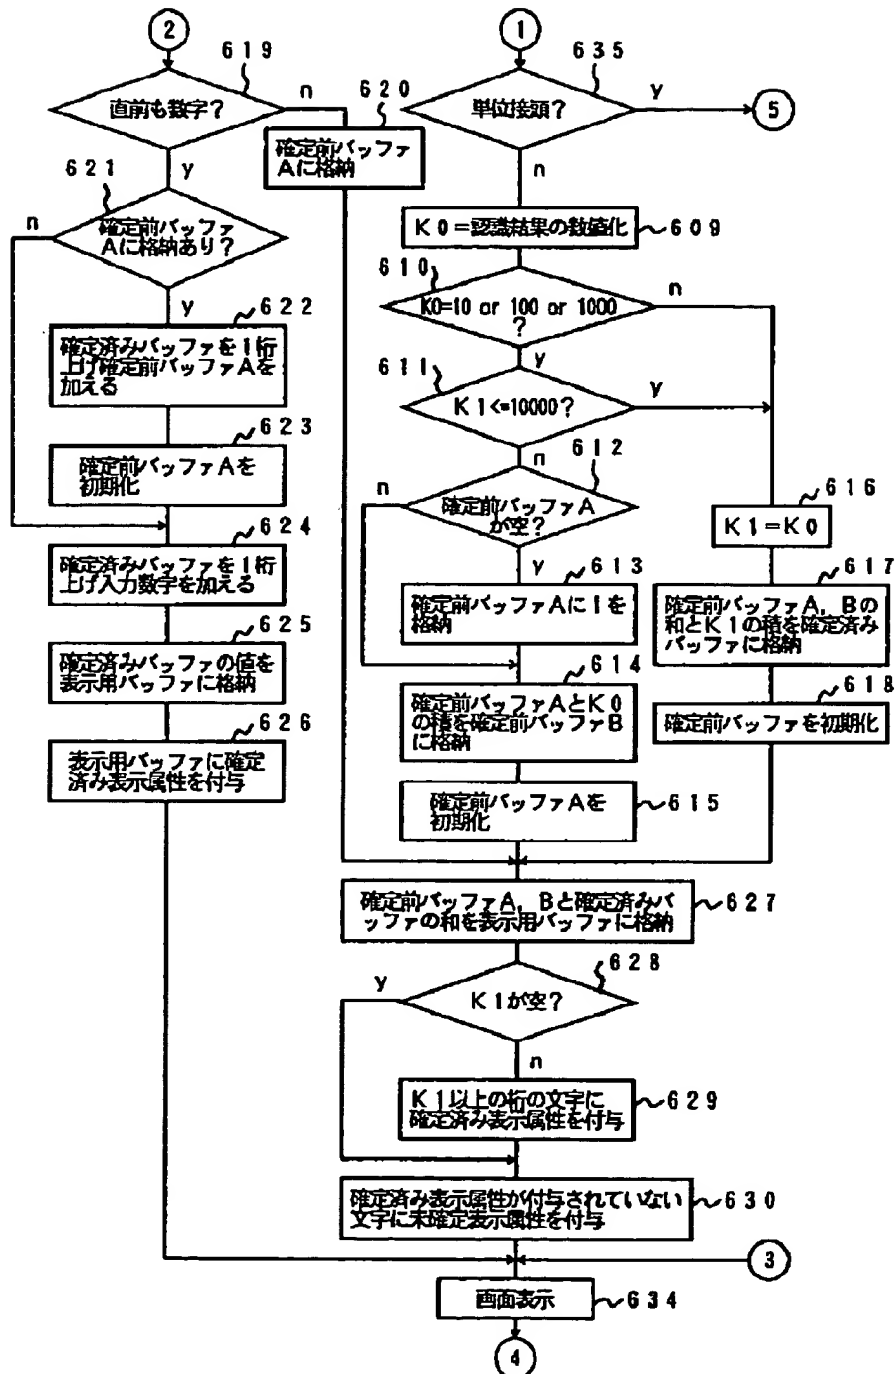 2
619
直前も数字?
n
y
620
確定前バッファ
Aに格納
621
確定前バッファ
Aに格納あり?
n
y
622
確定済みバッファを1桁
上げ確定前バッファAを
加える
623
確定前バッファAを
初期化
624
確定済みバッファを1桁
上げ入力数字を加える
625
確定済みバッファの値を
表示用バッファに格納
626
表示用バッファに確定
済み表示属性を付与
1
635
単位接頭?
y
5
n
K0=認識結果の数値化
609
610
K0=10 or 100 or 1000
?
n
y
611
K1<=10000?
y
n
612
確定前バッファA
が空?
n
y
613
確定前バッファAに1を
格納
614
確定前バッファAとK0
の積を確定前バッファB
に格納
確定前バッファAを
初期化
615
616
K1=K0
617
確定前バッファA,Bの
和とK1の積を確定済み
バッファに格納
618
確定前バッファを初期化
確定前バッファA,Bと確定済みバ
ッファの和を表示用バッファに格納
627
628
K1が空?
y
n
K1以上の桁の文字に
確定済み表示属性を付与
629
確定済み表示属性が付与されていない
文字に未確定表示属性を付与
630
3
画面表示
634
4